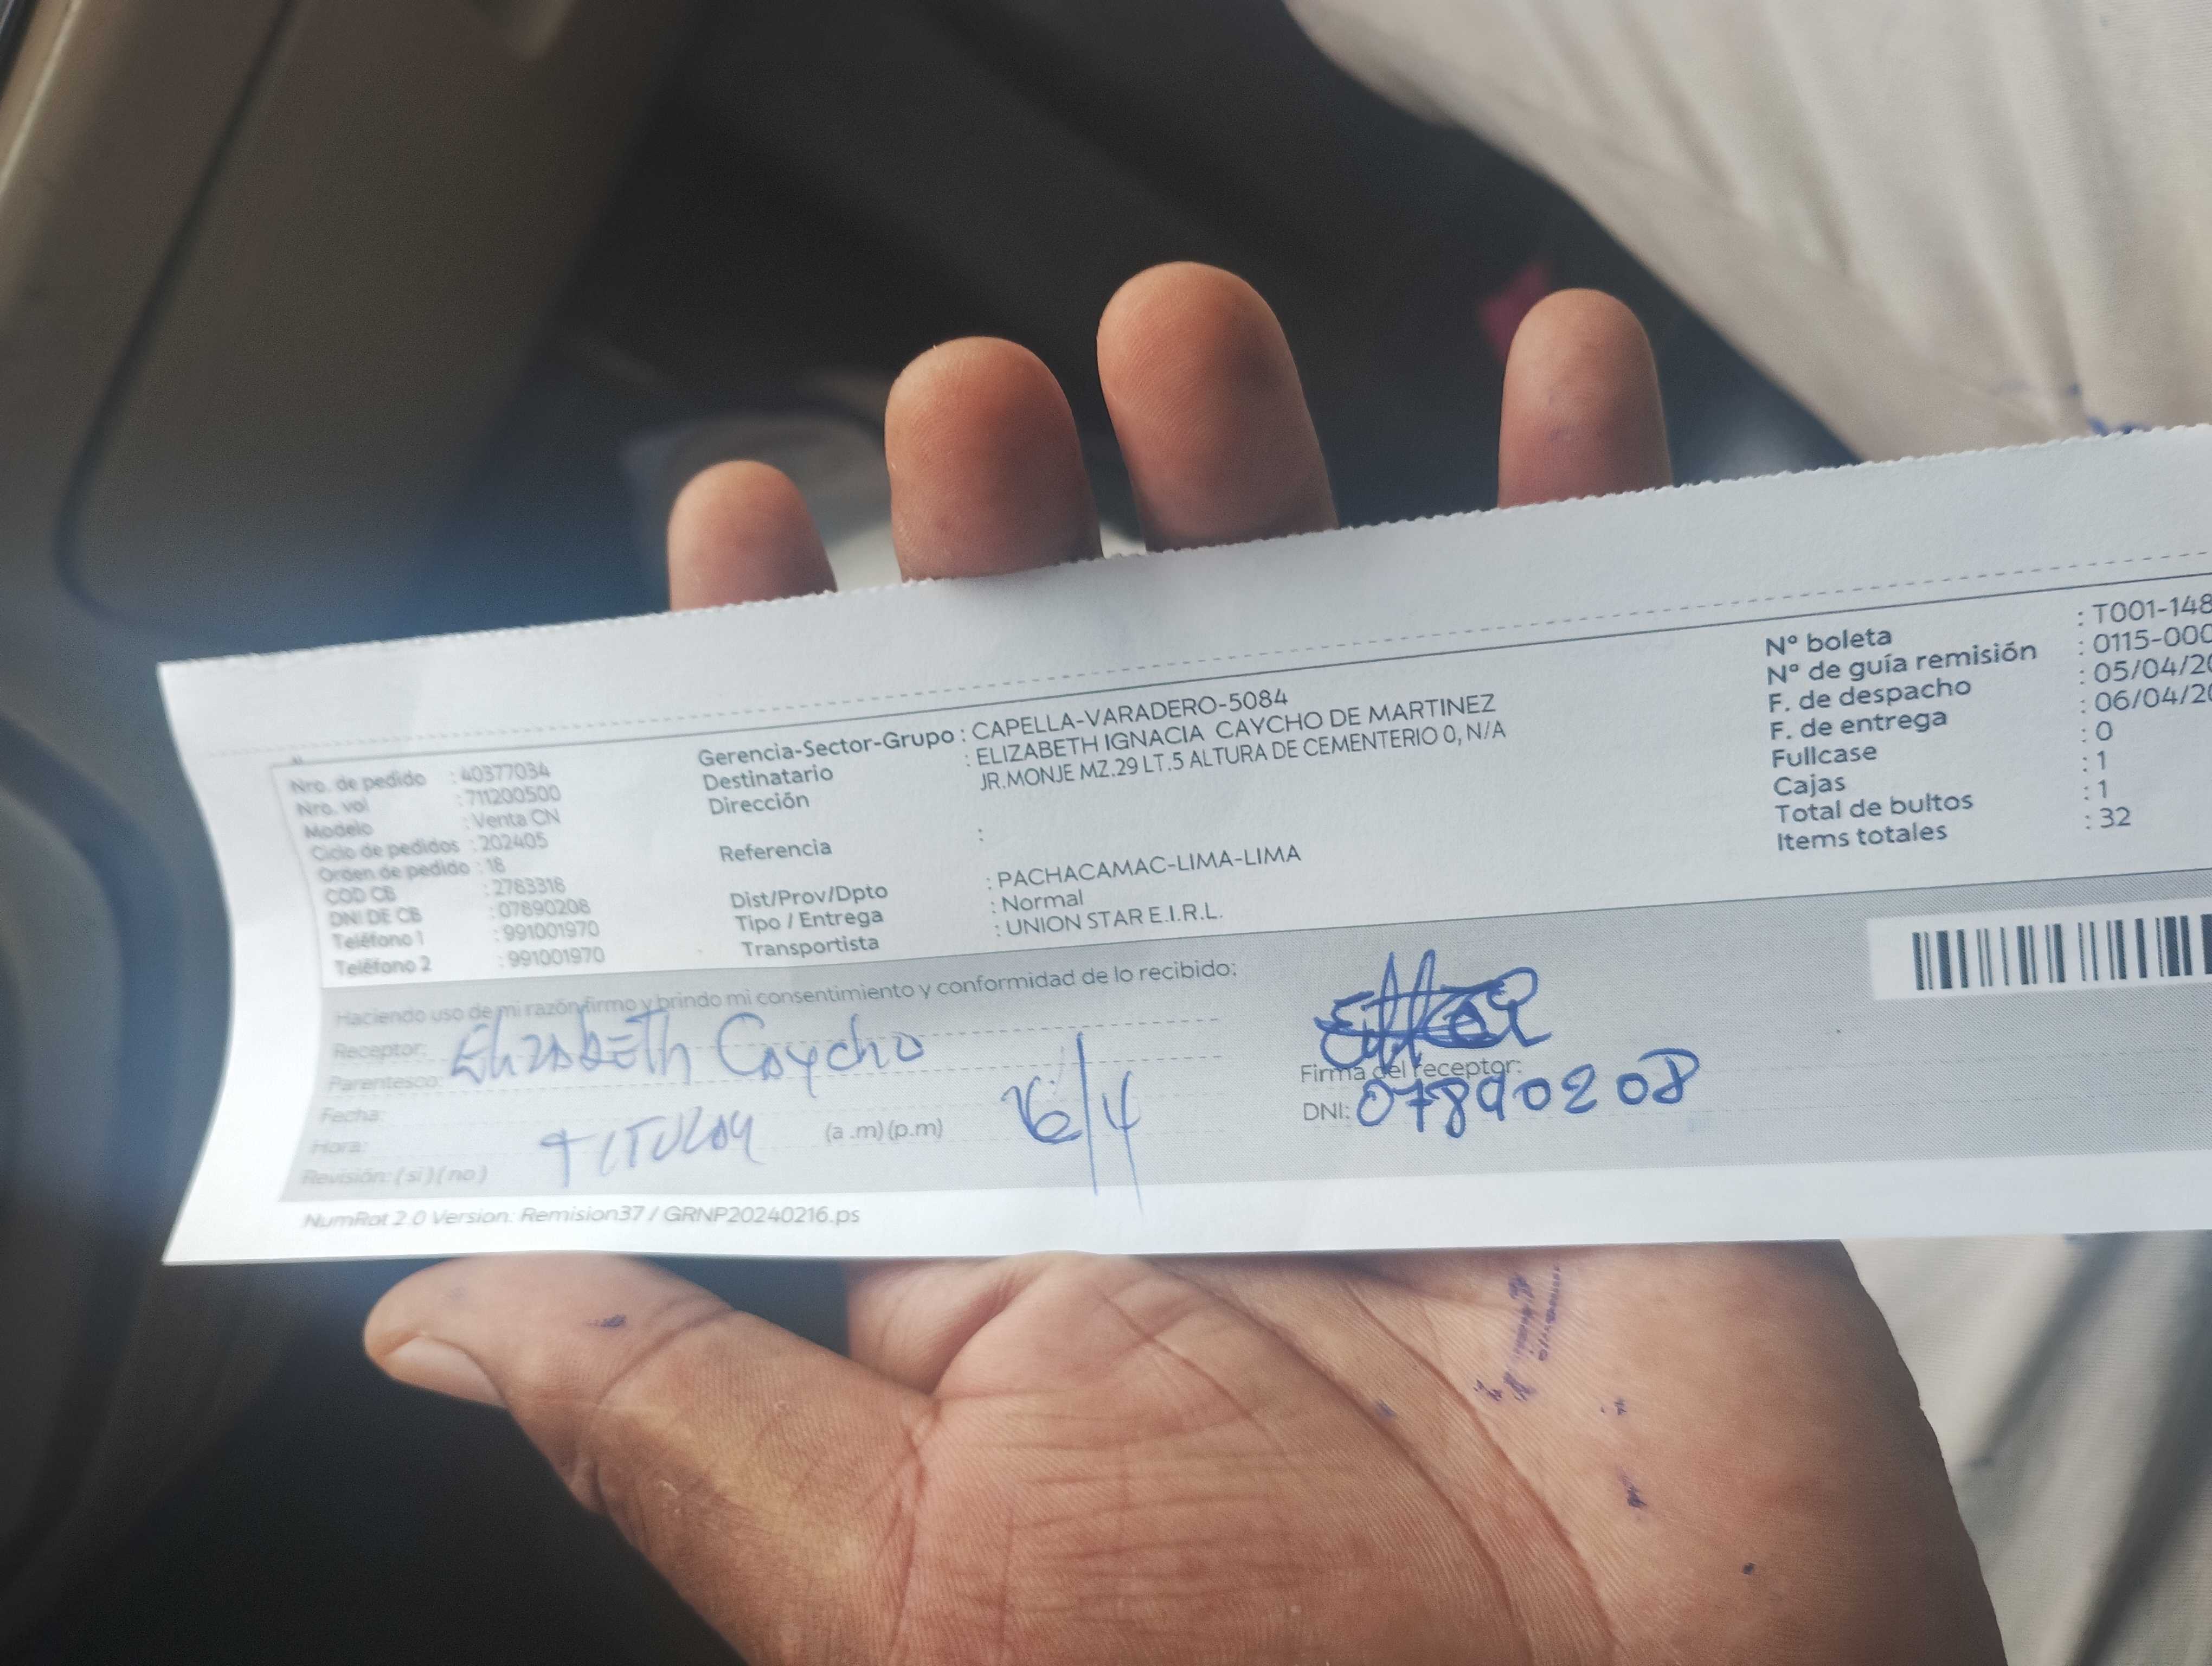 Nro. de pedido : 40377034
Nro. vol : 711200500
Modelo : Venta CN
Ciclo de pedidos : 202405
Orden de pedido : 18
COD CB : 2783318
DNI DE CB : 07890208
Teléfono 1 : 991001970
Teléfono 2 : 991001970
Gerencia-Sector-Grupo : CAPELLA-VARADERO-5084
Destinatario : ELIZABETH IGNACIA CAYCHO DE MARTINEZ
Dirección JR.MONJE MZ.29 LT.5 ALTURA DE CEMENTERIO 0, N/A
Referencia :
Dist/Prov/Dpto : PACHACAMAC-LIMA-LIMA
Tipo / Entrega : Normal
Transportista : UNION STAR E.I.R.L.
Nº boleta : T001-148
Nº de guía remisión : 0115-000
F. de despacho : 05/04/20
F. de entrega : 06/04/20
Fullcase : 0
Cajas : 1
Total de bultos : 1
Items totales : 32
Haciendo uso de mi razón firmo y brindo mi consentimiento y conformidad de lo recibido:
Receptor: Elizabeth Caycho
Parentesco:
Fecha:
Hora: (a .m) (p.m)
Revisión: ( si ) ( no )
Titular
Firma del receptor:
DNI: 07890208
NumRot 2.0 Version: Remision37 / GRNP20240216.ps